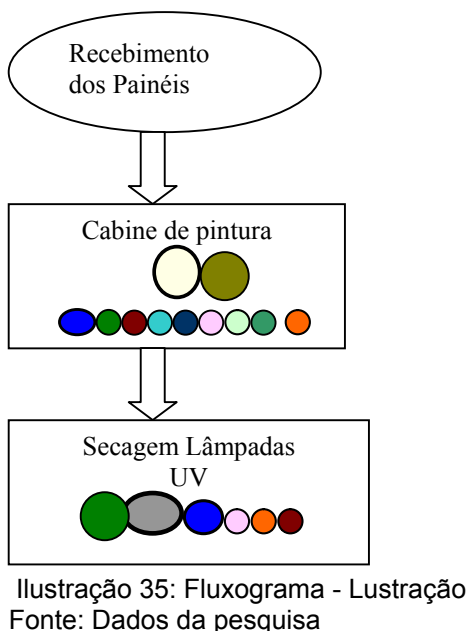 Recebimento
dos Painéis
Cabine de pintura
Secagem Lâmpadas
UV
Ilustração 35: Fluxograma - Lustração
Fonte: Dados da pesquisa